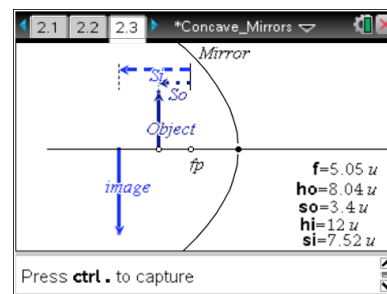 2.1 2.2 2.3 *Concave_Mirrors
Mirror
Si
So
Object
fp
image
f=5.05 u
ho=8.04 u
so=3.4 u
hi=12 u
si=7.52 u
Press ctrl . to capture